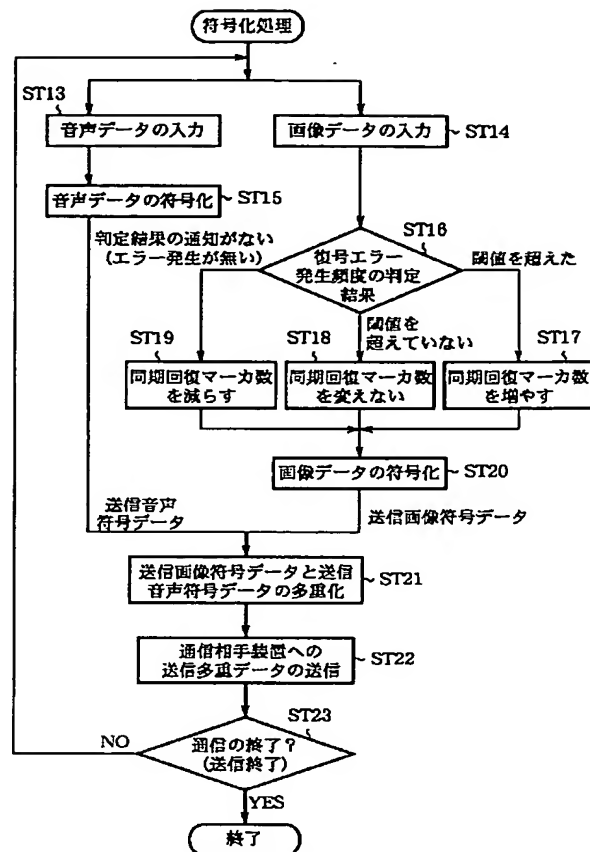 符号化処理
ST13
音声データの入力
画像データの入力
ST14
音声データの符号化
ST15
判定結果の通知がない
(エラー発生が無い)
ST16
復号エラー
発生頻度の判定
結果
閾値を超えた
閾値を
超えていない
ST19
同期回復マーカ数
を減らす
ST18
同期回復マーカ数
を変えない
ST17
同期回復マーカ数
を増やす
画像データの符号化
ST20
送信音声
符号データ
送信画像符号データ
送信画像符号データと送信
音声符号データの多重化
ST21
通信相手装置への
送信多重データの送信
ST22
ST23
NO
通信の終了?
(送信終了)
YES
終了